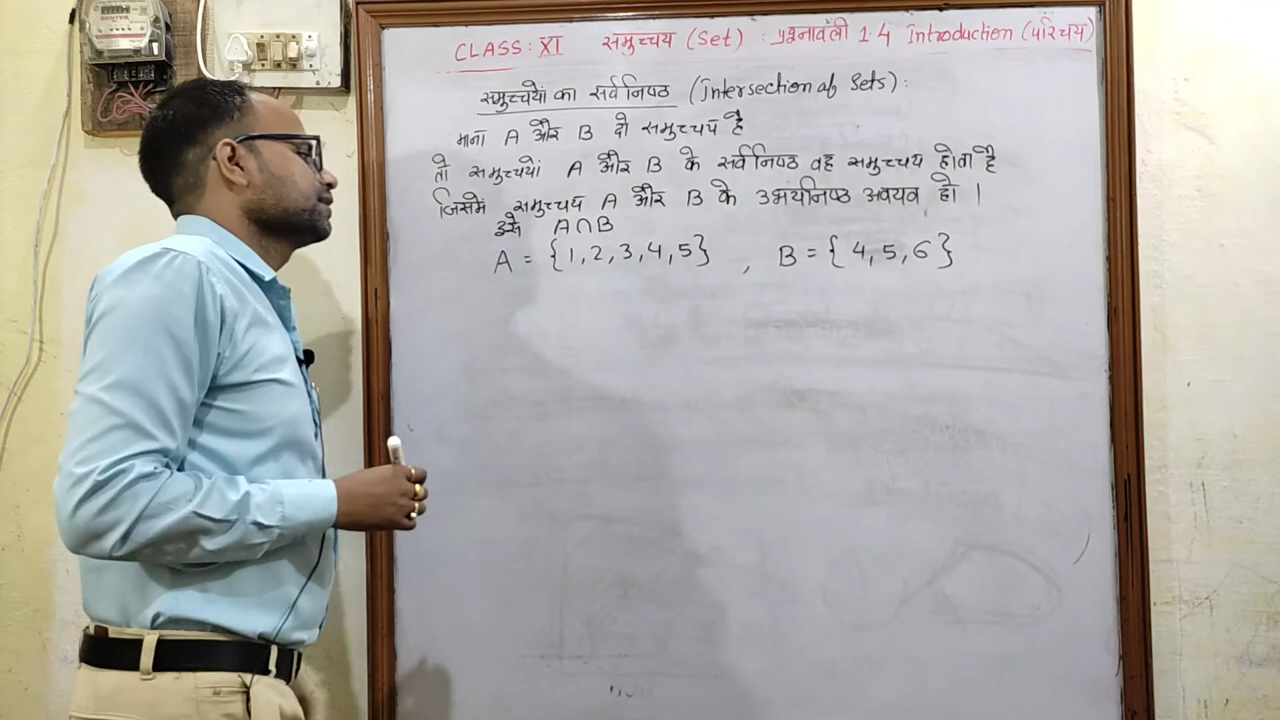 CLASS: XI समुच्चय (Set) : प्रश्नावली 1.4 Introduction (परिचय)
समुच्चयों का सर्वनिष्ठ (Intersection of Sets):
माना A और B दो समुच्चय है
तो समुच्चयों A और B के सर्वनिष्ठ वह समुच्चय होता है
जिसमें समुच्चय A और B के उभयनिष्ठ अवयव हो ।
इसे A∩B
A = {1,2,3,4,5} , B = { 4,5,6 }